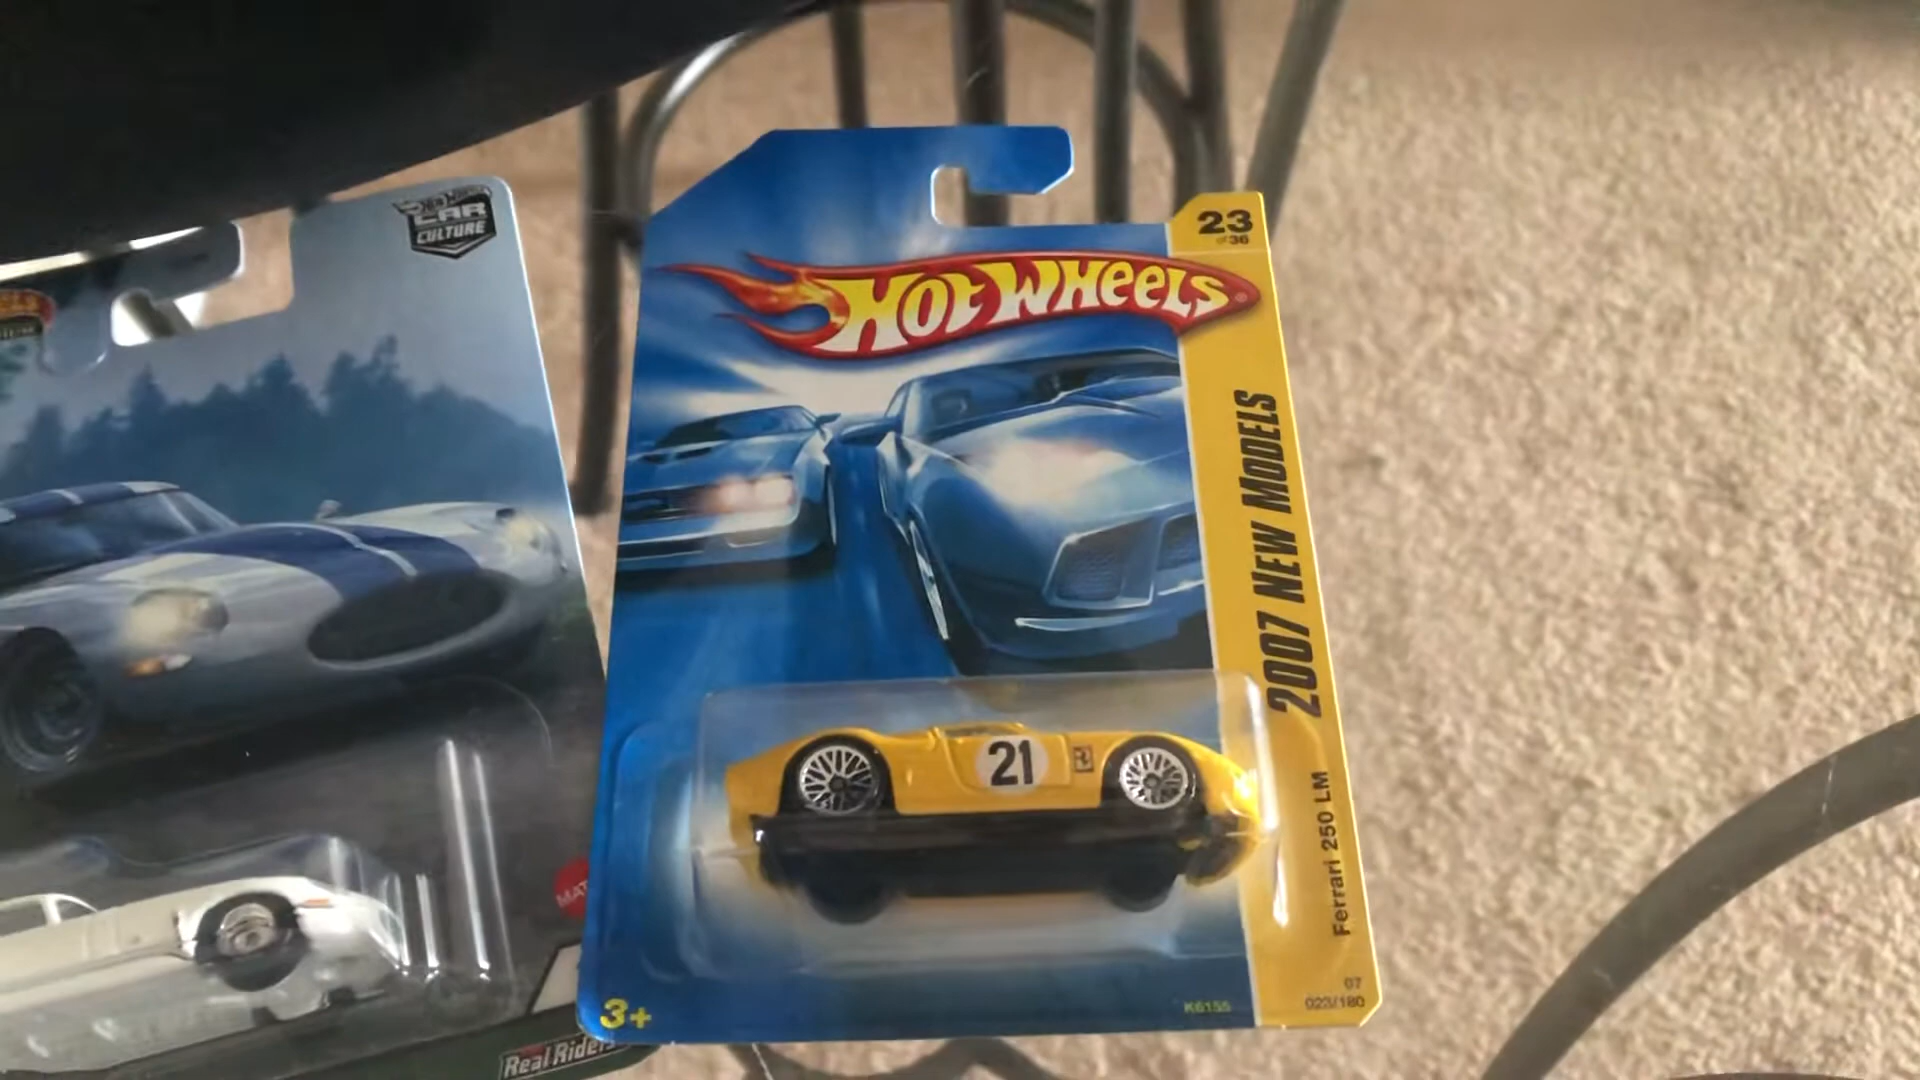 CAR
CULTURE
Real Riders
23
of 36
HOT WHEELS
2007 NEW MODELS
Ferrari 250 LM
21
07
023/180
K6155
3+